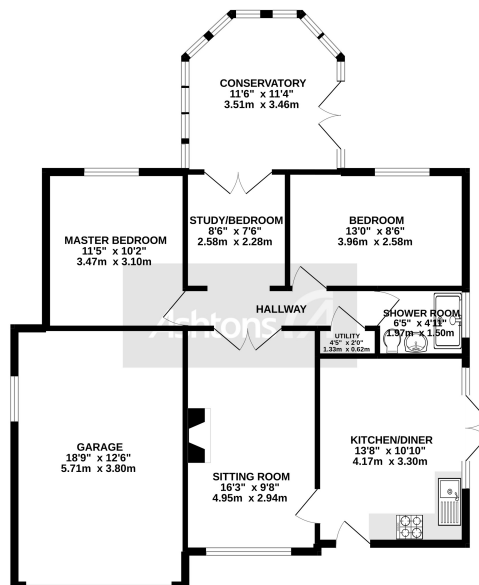 CONSERVATORY
11'6" x 11'4"
3.51m x 3.46m
STUDY/BEDROOM
8'6" x 7'6"
2.58m x 2.28m
BEDROOM
13'0" x 8'6"
3.96m x 2.58m
MASTER BEDROOM
11'5" x 10'2"
3.47m x 3.10m
HALLWAY
SHOWER ROOM
6'5" x 4'11"
1.97m x 1.50m
Ashtons
UTILITY
4'5" x 2'0"
1.33m x 0.62m
GARAGE
18'9" x 12'6"
5.71m x 3.80m
KITCHEN/DINER
13'8" x 10'10"
4.17m x 3.30m
SITTING ROOM
16'3" x 9'8"
4.95m x 2.94m